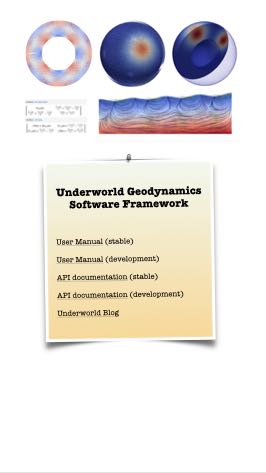 Underworld Geodynamics
Software Framework
User Manual (stable)
User Manual (development)
API documentation (stable)
API documentation (development)
Underworld Blog